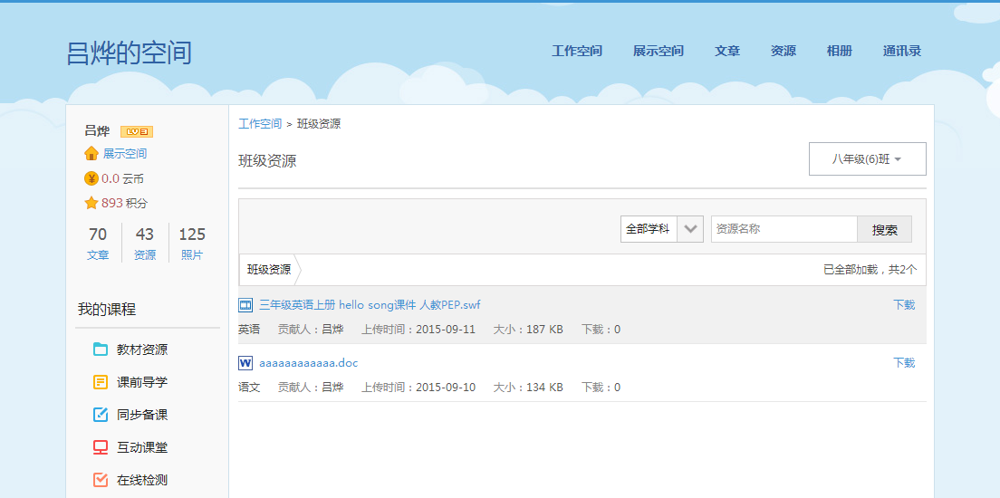 吕烨的空间
工作空间 展示空间 文章 资源 相册 通讯录
吕烨 LV 3
展示空间
¥ 0.0 云币
893 积分
70 43 125
文章 资源 照片
我的课程
教材资源
课前导学
同步备课
互动课堂
在线检测
工作空间 > 班级资源
班级资源
八年级(6)班
全部学科 资源名称 搜索
班级资源 已全部加载，共2个
三年级英语上册 hello song课件 人教PEP.swf 下载
英语 贡献人：吕烨 上传时间：2015-09-11 大小：187 KB 下载：0
W aaaaaaaaaaaa.doc 下载
语文 贡献人：吕烨 上传时间：2015-09-10 大小：134 KB 下载：0